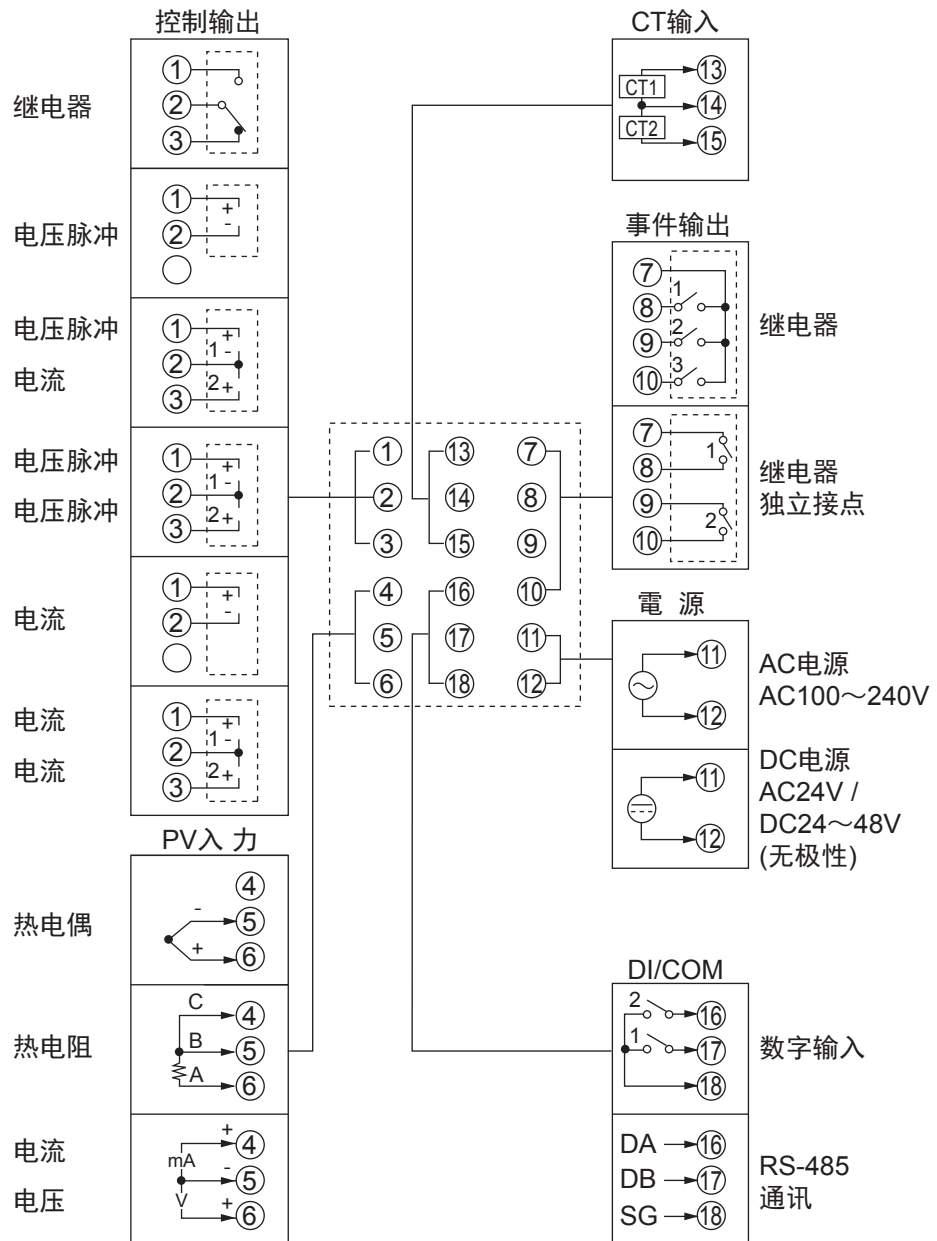 控制输出
继电器
①
②
③
电压脉冲
①
+
-
②
电压脉冲
电流
①
+
1 -
②
2+
③
电压脉冲
电压脉冲
①
+
1 -
②
2+
③
电流
①
+
-
②
电流
电流
①
+
1 -
②
2+
③
PV入 力
热电偶
④
- ⑤
+ ⑥
热电阻
C ④
B ⑤
A ⑥
电流
电压
+ ④
mA
- ⑤
V
+ ⑥
① ⑬ ⑦
② ⑭ ⑧
③ ⑮ ⑨
④ ⑯ ⑩
⑤ ⑰ ⑪
⑥ ⑱ ⑫
CT输入
CT1 ⑬
⑭
CT2 ⑮
事件输出
⑦
⑧ 1
⑨ 2
⑩ 3
继电器
⑦
1
⑧
⑨
2
⑩
继电器
独立接点
電 源
⑪
⑫
AC电源
AC100～240V
⑪
⑫
DC电源
AC24V /
DC24～48V
(无极性)
DI/COM
2 ⑯
1 ⑰
⑱
数字输入
DA ⑯
DB ⑰
SG ⑱
RS-485
通讯